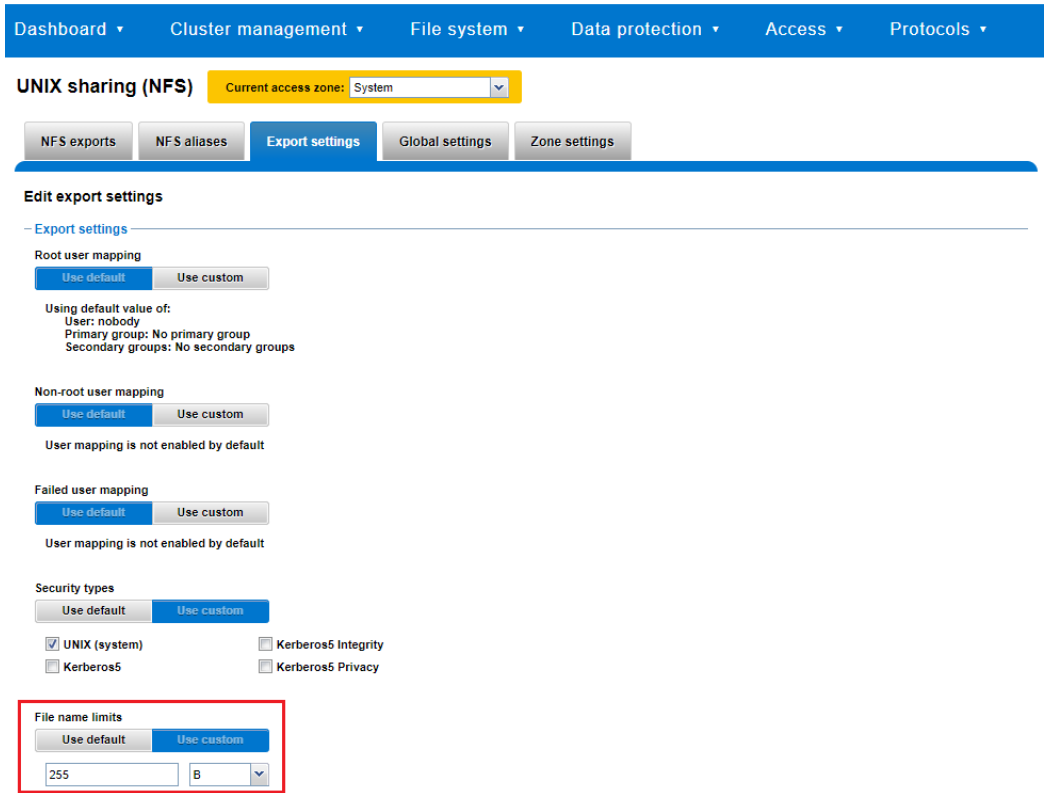 Dashboard Cluster management File system Data protection Access Protocols
UNIX sharing (NFS) Current access zone: System
NFS exports NFS aliases Export settings Global settings Zone settings
Edit export settings
Export settings
Root user mapping
Use default Use custom
Using default value of:
User: nobody
Primary group: No primary group
Secondary groups: No secondary groups
Non-root user mapping
Use default Use custom
User mapping is not enabled by default
Failed user mapping
Use default Use custom
User mapping is not enabled by default
Security types
Use default Use custom
UNIX (system) Kerberos5 Integrity
Kerberos5 Kerberos5 Privacy
File name limits
Use default Use custom
255 B